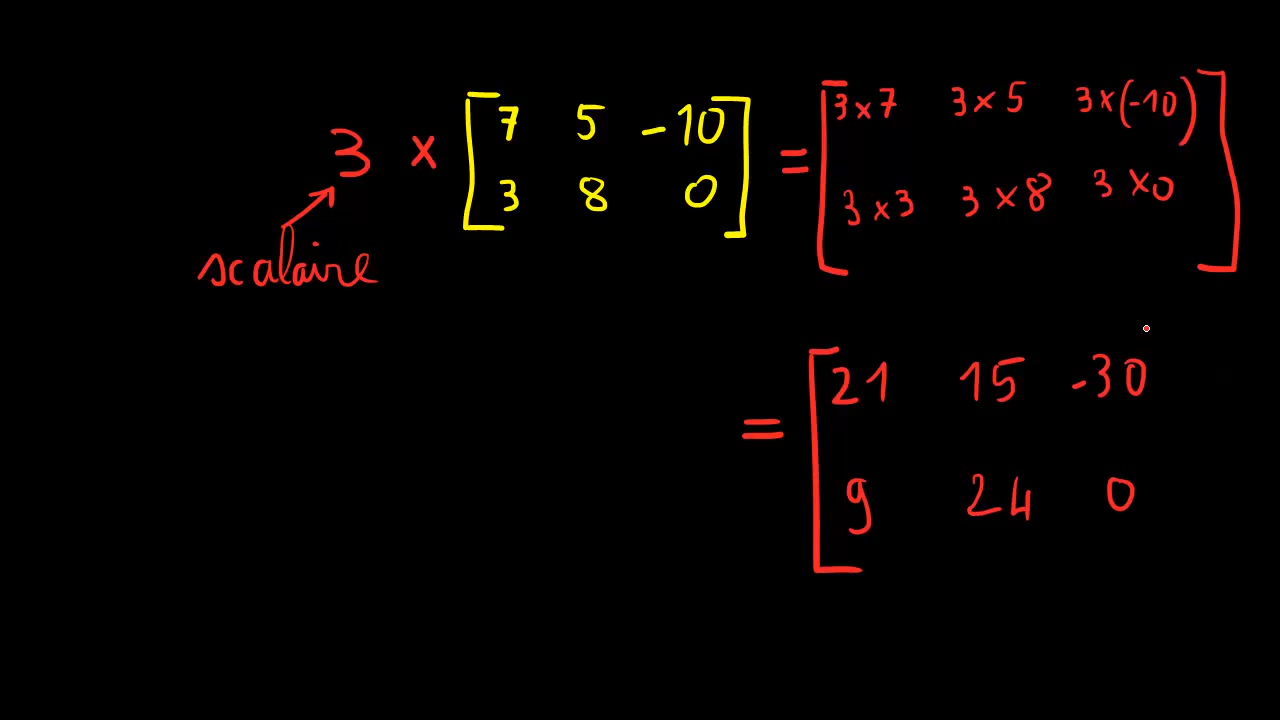 3 × [ 7 5 -10 ] = [ 3×7 3×5 3×(-10) ]
[ 3 8 0 ] [ 3×3 3×8 3×0 ]
scalaire
= [ 21 15 -30
9 24 0